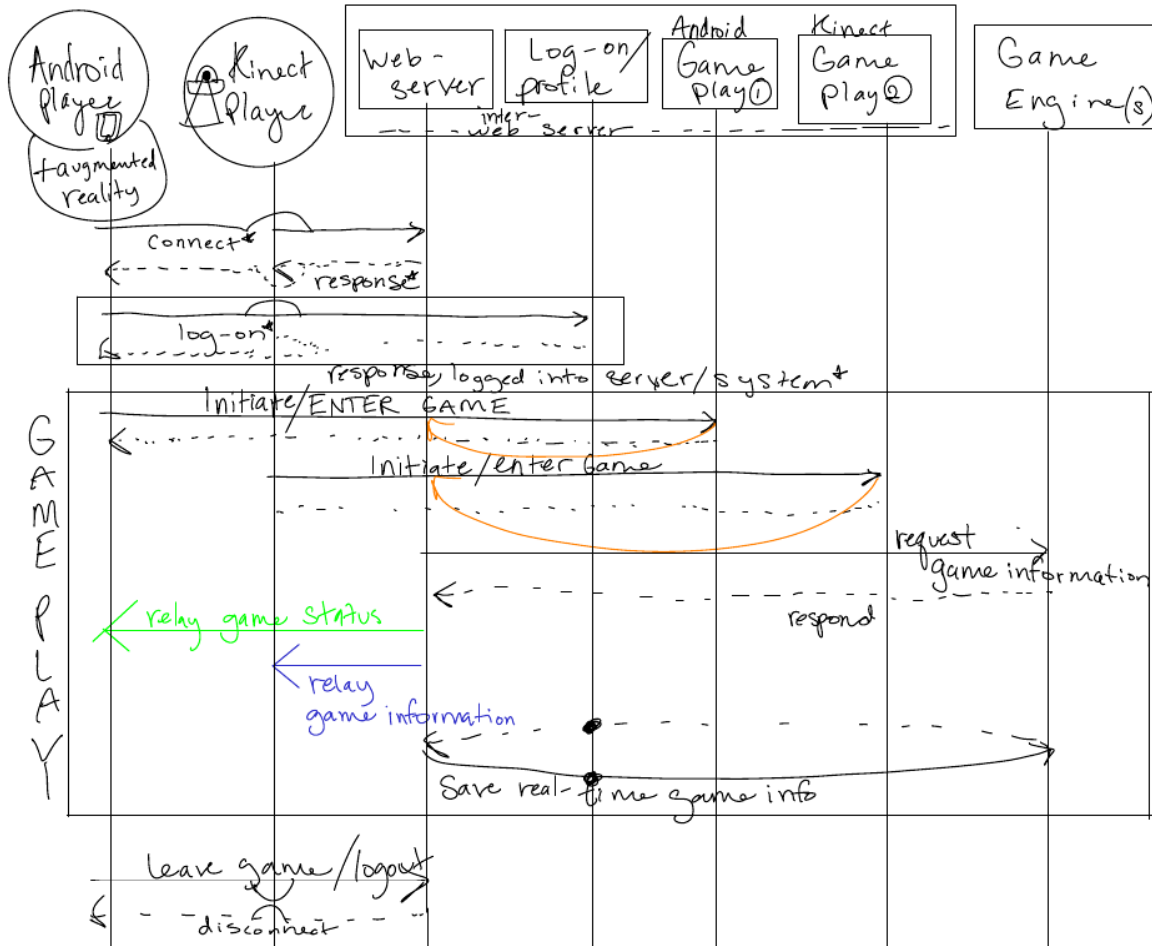 Android
player
+augmented
reality
Kinect
Player
Web-
server
Log-on/
profile
Android
Game
play ①
Kinect
Game
play ②
inter-
web server
Game
Engine(s)
connect*
response*
log-on*
response, logged into server/system*
GAME PLAY
Initiate/ENTER GAME
Initiate/enter Game
request
game information
respond
relay game status
relay
game information
Save real-time game info
leave game/logout
disconnect